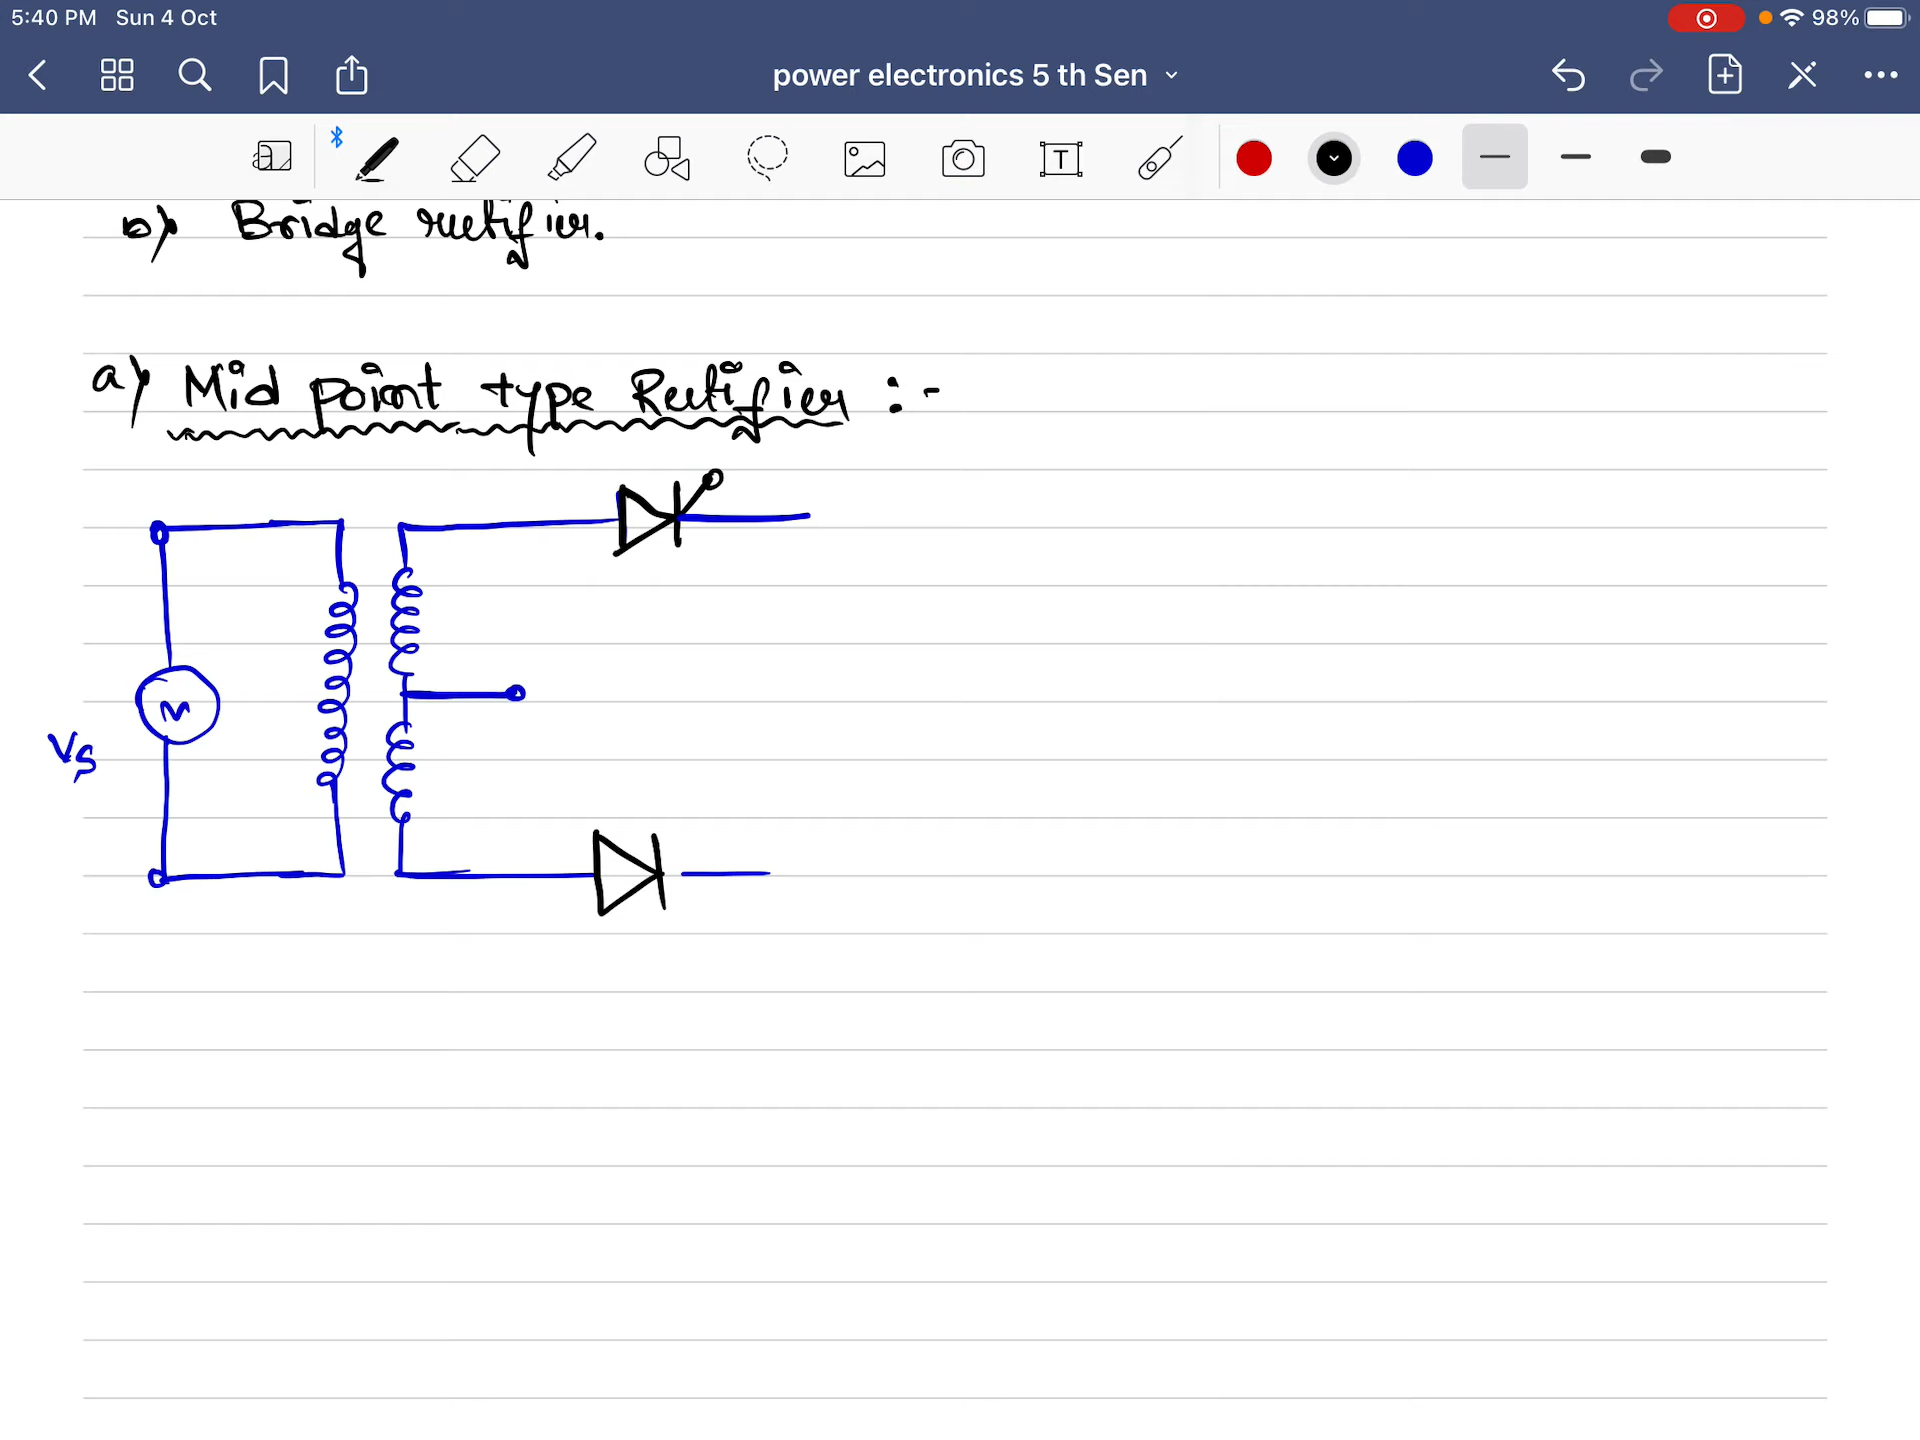 5:40 PM Sun 4 Oct
98%
power electronics 5 th Sen
T
b) Bridge rectifier.
a) Mid point type Rectifier :-
Vs